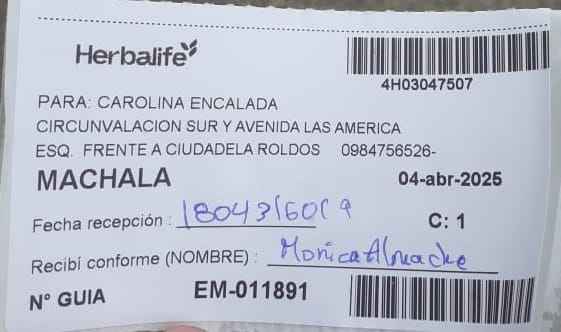 Herbalife
4H03047507
PARA: CAROLINA ENCALADA
CIRCUNVALACION SUR Y AVENIDA LAS AMERICA
ESQ. FRENTE A CIUDADELA ROLDOS 0984756526-
MACHALA 04-abr-2025
Fecha recepción : 1804316019 C: 1
Recibí conforme (NOMBRE) : Monica Almache
N° GUIA EM-011891